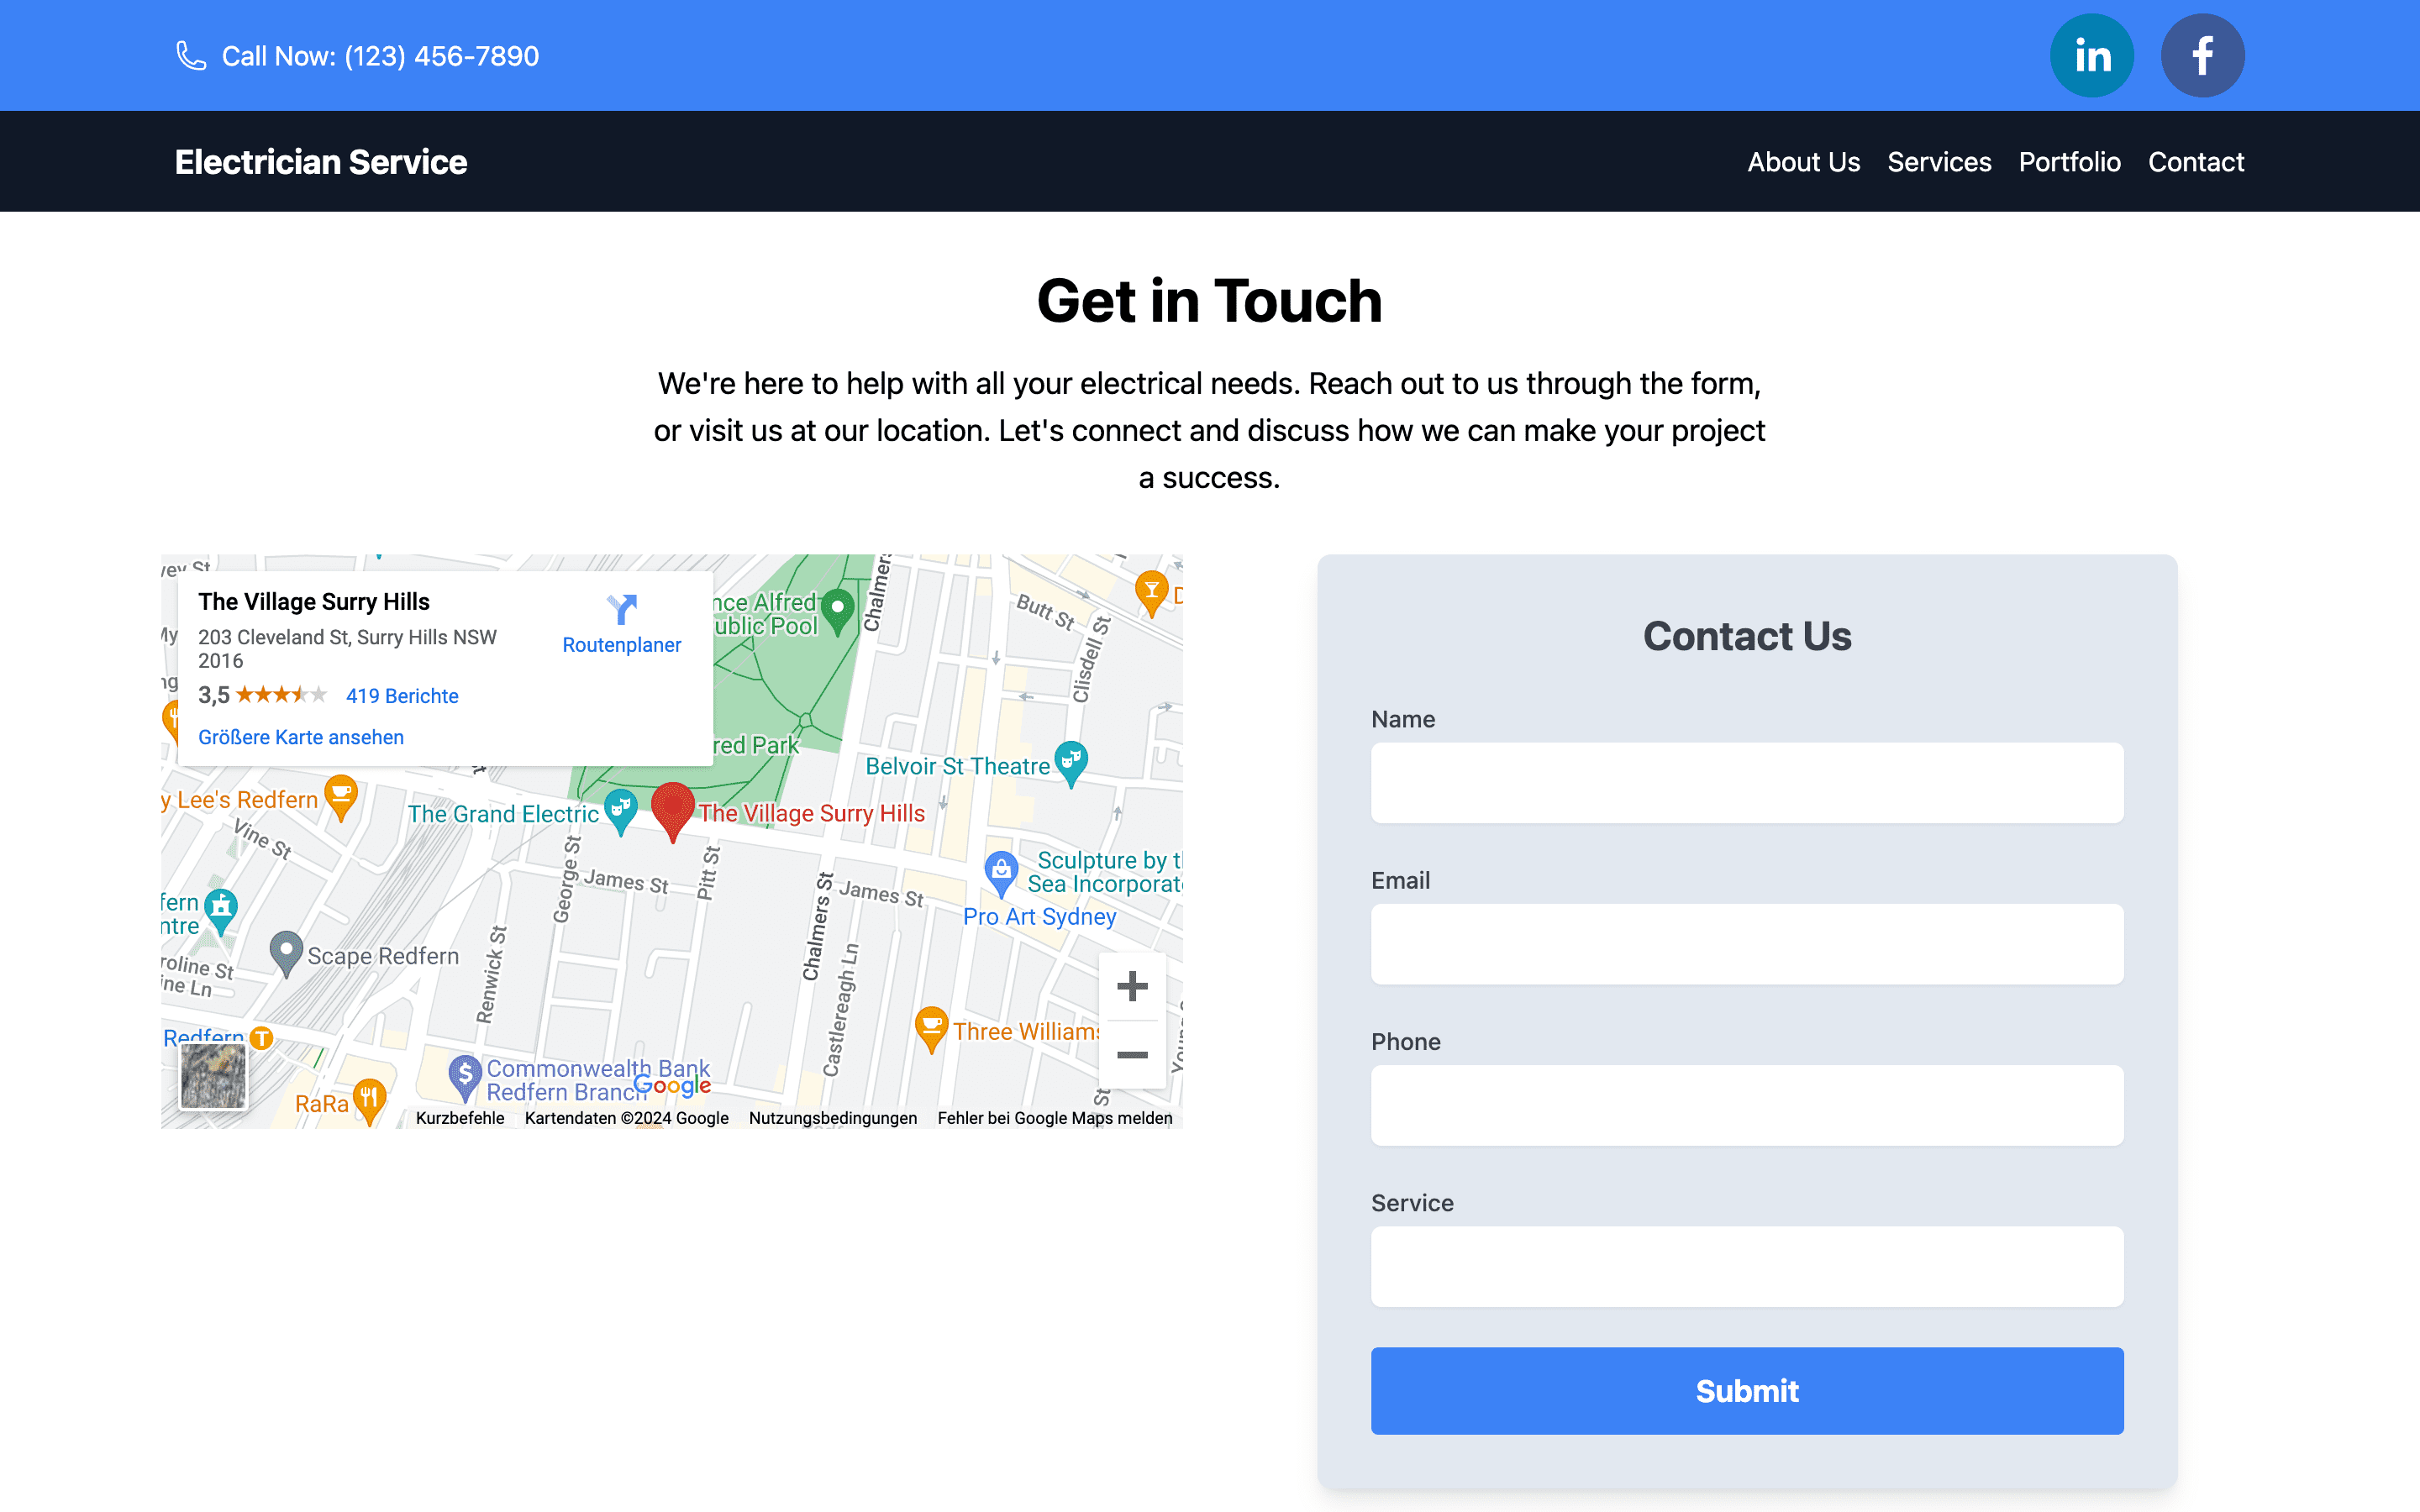 Call Now: (123) 456-7890
in
f
Electrician Service
About Us
Services
Portfolio
Contact
Get in Touch
We're here to help with all your electrical needs. Reach out to us through the form,
or visit us at our location. Let's connect and discuss how we can make your project
a success.
The Village Surry Hills
203 Cleveland St, Surry Hills NSW
2016
3,5
419 Berichte
Größere Karte ansehen
Routenplaner
vey St
nce Alfred
ublic Pool
Chalmers
Butt St
Clisdell St
red Park
Belvoir St Theatre
y Lee's Redfern
The Grand Electric
The Village Surry Hills
Vine St
George St
James St
Pitt St
Chalmers St
James St
Sculpture by t
Sea Incorporat
Pro Art Sydney
fern
ntre
Scape Redfern
roline St
ine Ln
Renwick St
Castlereagh Ln
Three Williams
Redfern
T
Commonwealth Bank
Redfern Branch
Google
RaRa
Kurzbefehle
Kartendaten ©2024 Google
Nutzungsbedingungen
Fehler bei Google Maps melden
Contact Us
Name
Email
Phone
Service
Submit